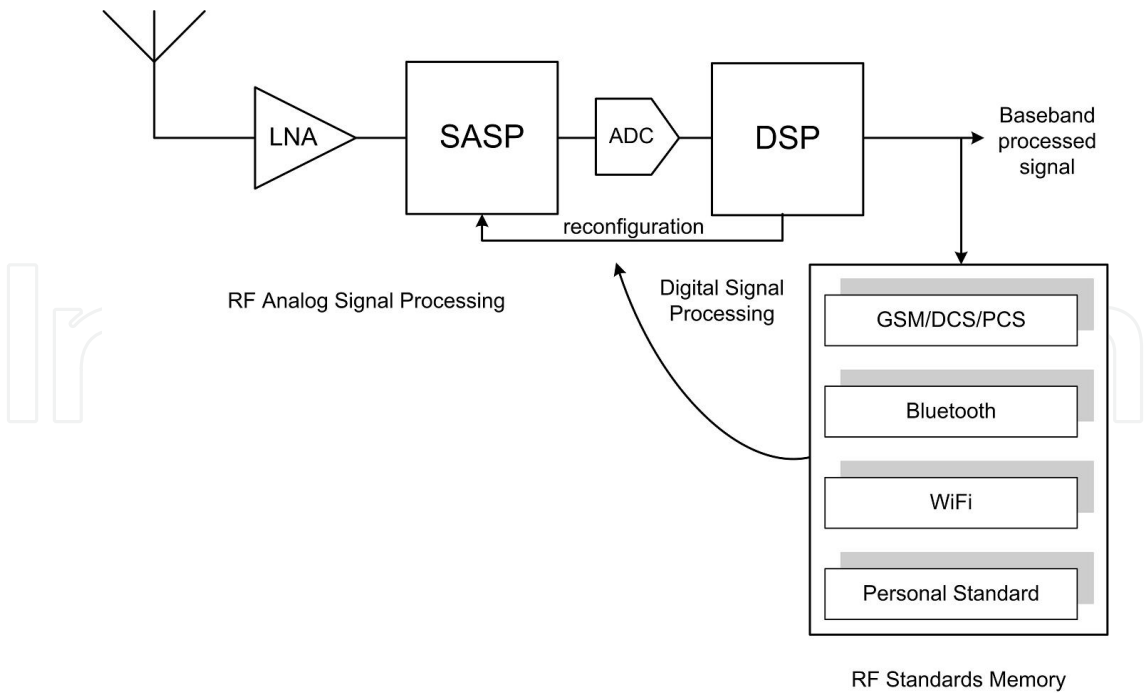 LNA
SASP
ADC
DSP
Baseband
processed
signal
reconfiguration
RF Analog Signal Processing
Digital Signal
Processing
GSM/DCS/PCS
Bluetooth
WiFi
Personal Standard
RF Standards Memory